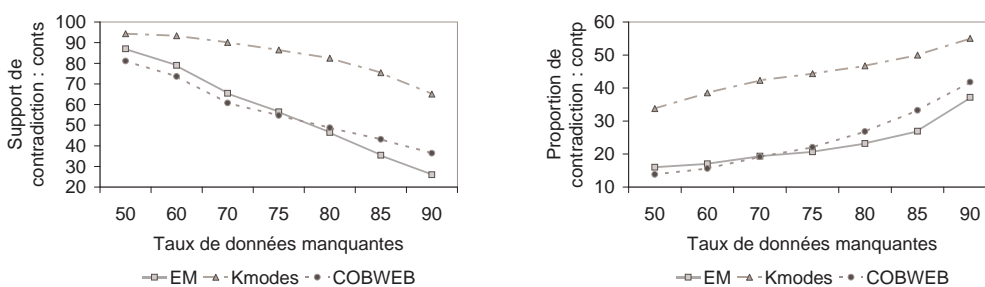 Support de
contradiction : conts
100
90
80
70
60
50
40
30
20
50 60 70 75 80 85 90
Taux de données manquantes
EM Kmodes COBWEB
Proportion de
contradiction : contp
60
50
40
30
20
10
50 60 70 75 80 85 90
Taux de données manquantes
EM Kmodes COBWEB